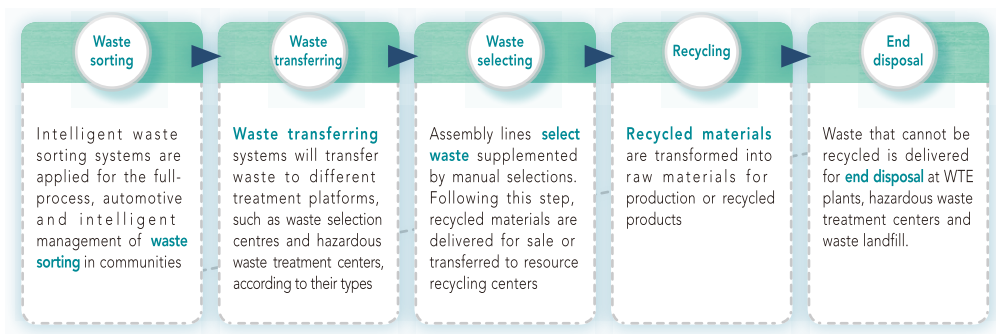 Waste
sorting
Intelligent waste
sorting systems are
applied for the full-
process, automotive
and intelligent
management of waste
sorting in communities
Waste
transferring
Waste transferring
systems will transfer
waste to different
treatment platforms,
such as waste selection
centres and hazardous
waste treatment centers,
according to their types
Waste
selecting
Assembly lines select
waste supplemented
by manual selections.
Following this step,
recycled materials are
delivered for sale or
transferred to resource
recycling centers
Recycling
Recycled materials
are transformed into
raw materials for
production or recycled
products
End
disposal
Waste that cannot be
recycled is delivered
for end disposal at WTE
plants, hazardous waste
treatment centers and
waste landfill.